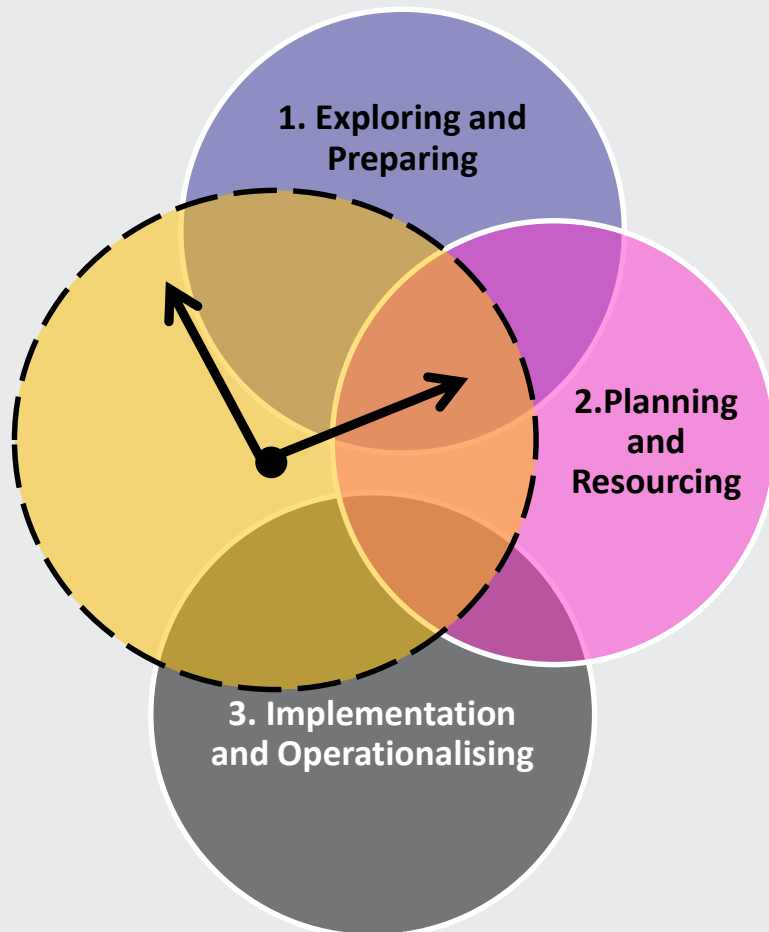 1. Exploring and
Preparing
2.Planning
and
Resourcing
3. Implementation
and Operationalising